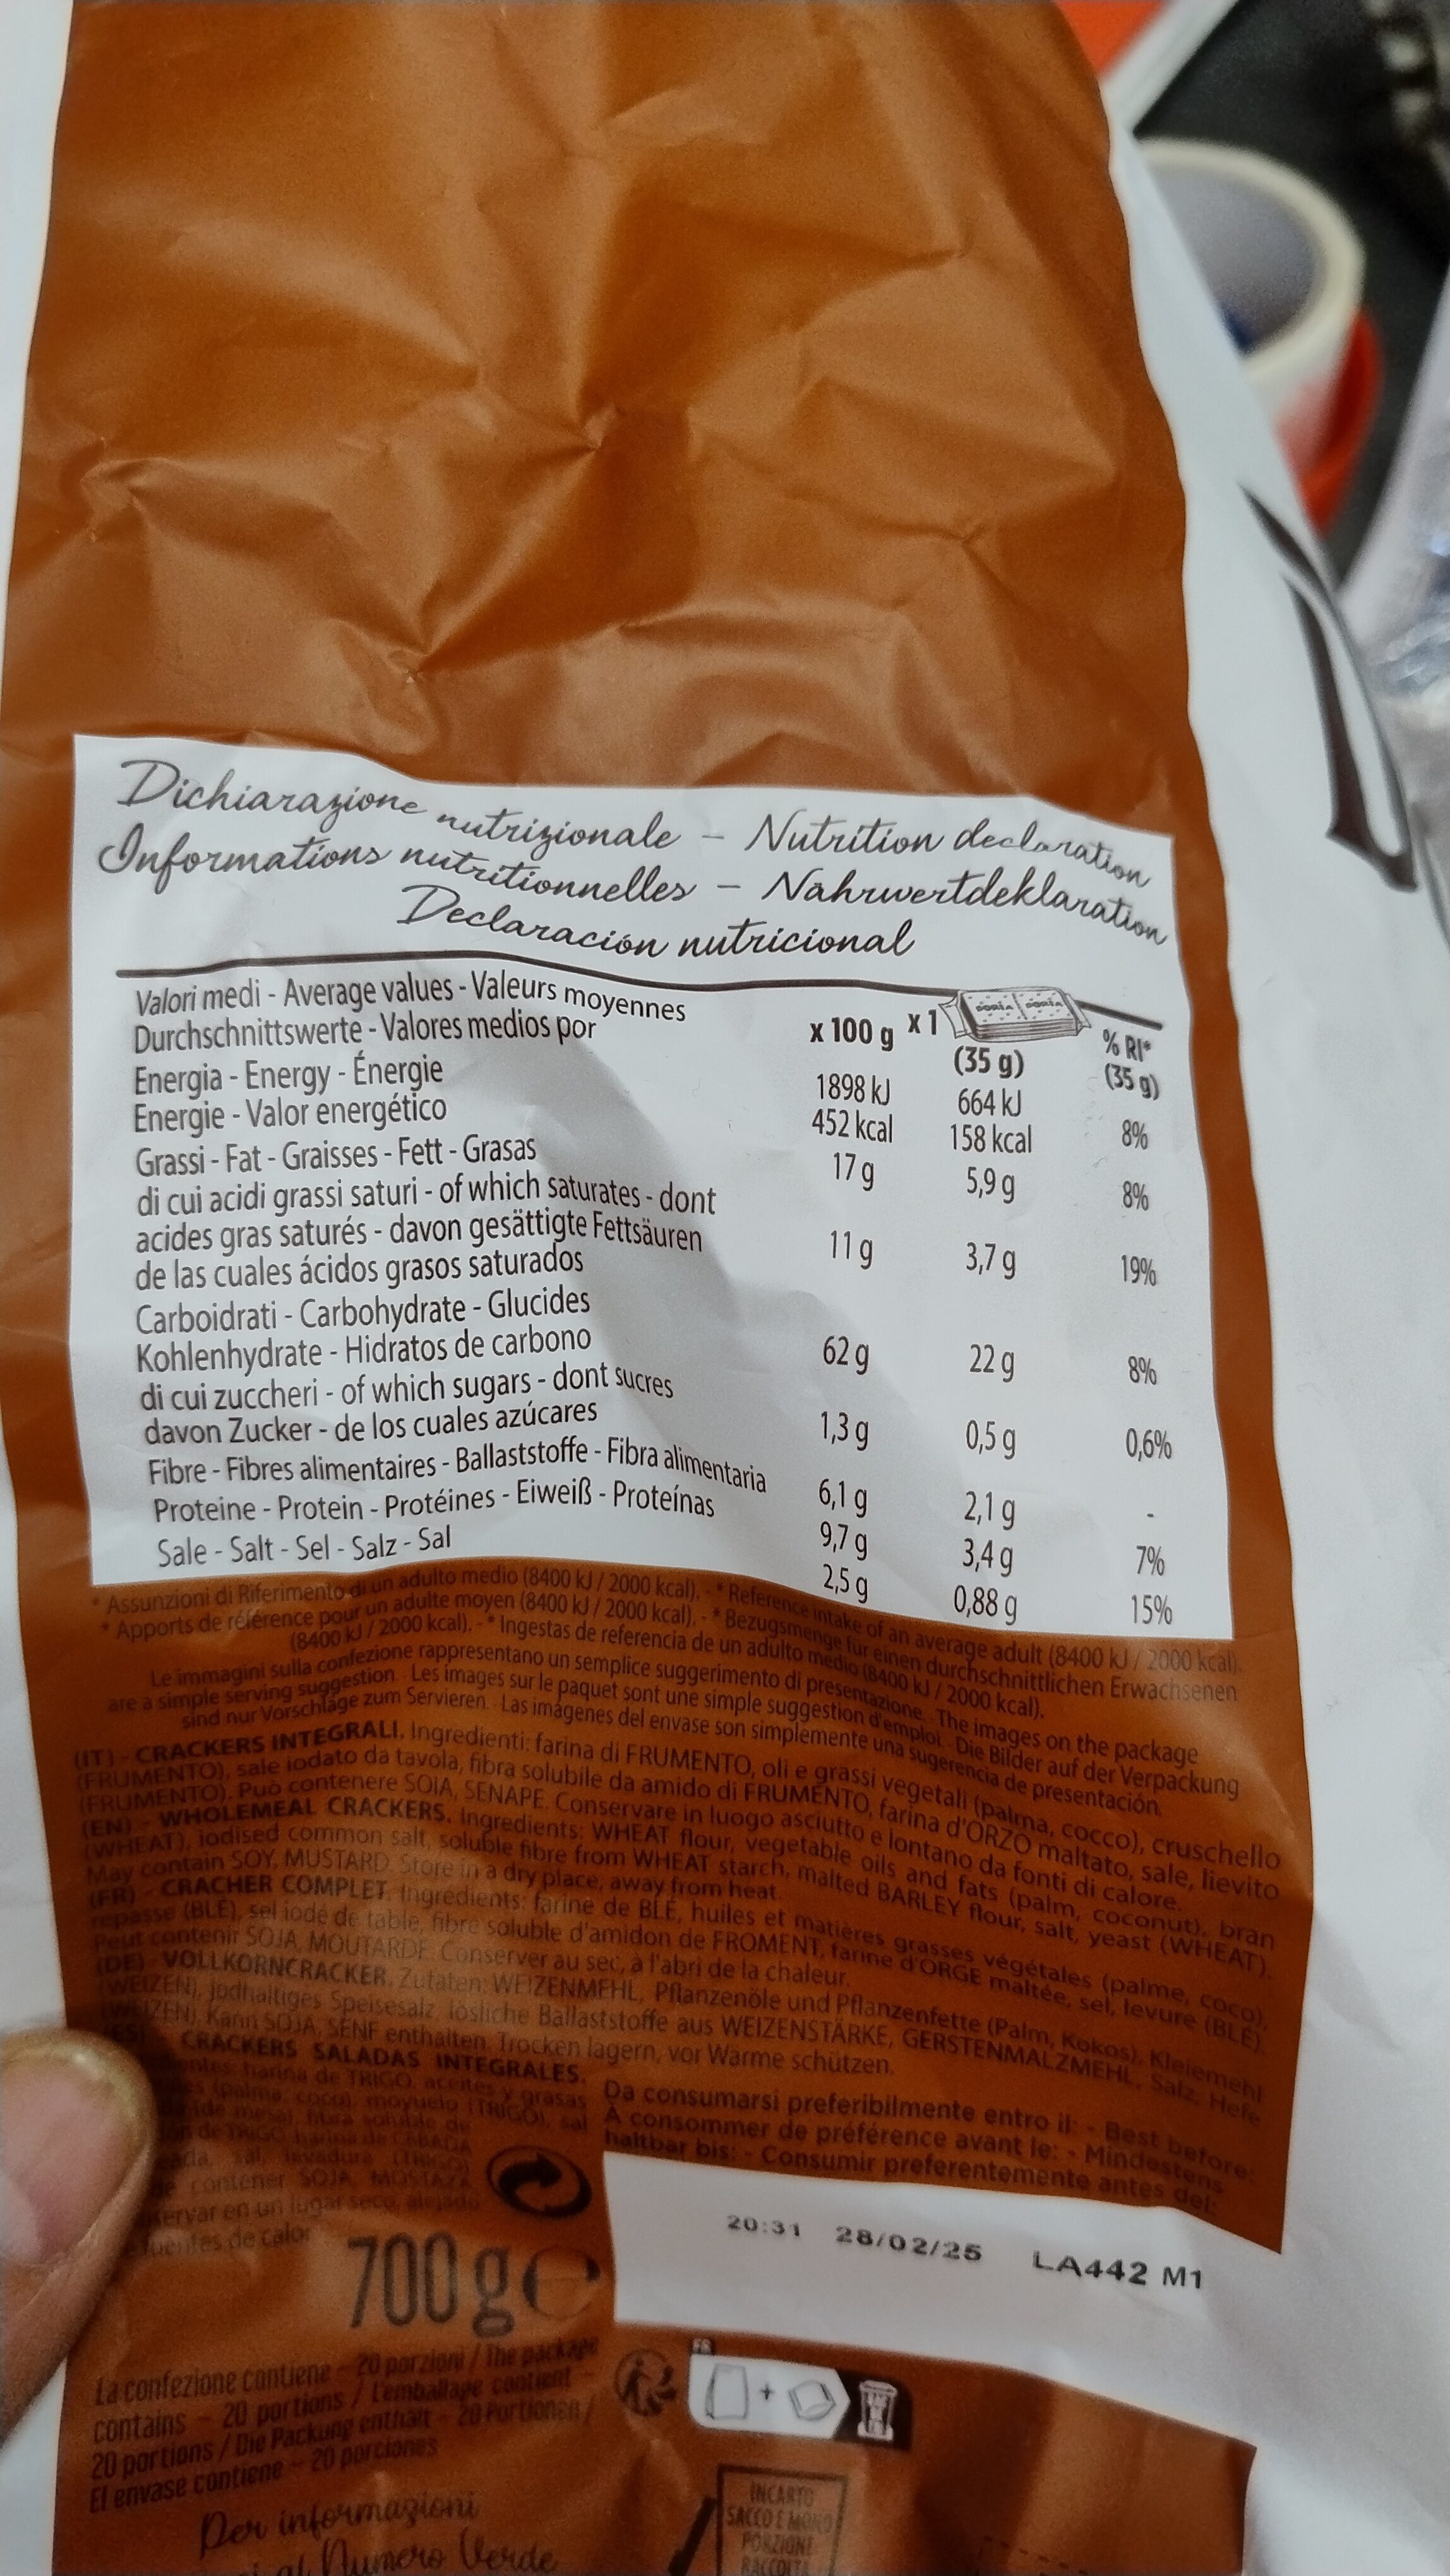 Dichiarazione nutrizionale – Nutrition declaration
Informations nutritionnelles – Nährwertdeklaration
Declaración nutricional
Valori medi - Average values - Valeurs moyennes
Durchschnittswerte - Valores medios por
x 100 g x 1 (35 g) % RI* (35 g)
DORIA DORIA
Energia - Energy - Énergie
Energie - Valor energético
1898 kJ 664 kJ
452 kcal 158 kcal 8%
Grassi - Fat - Graisses - Fett - Grasas 17 g 5,9 g 8%
di cui acidi grassi saturi - of which saturates - dont
acides gras saturés - davon gesättigte Fettsäuren
de las cuales ácidos grasos saturados 11 g 3,7 g 19%
Carboidrati - Carbohydrate - Glucides
Kohlenhydrate - Hidratos de carbono 62 g 22 g 8%
di cui zuccheri - of which sugars - dont sucres
davon Zucker - de los cuales azúcares 1,3 g 0,5 g 0,6%
Fibre - Fibres alimentaires - Ballaststoffe - Fibra alimentaria 6,1 g 2,1 g -
Proteine - Protein - Protéines - Eiweiß - Proteínas 9,7 g 3,4 g 7%
Sale - Salt - Sel - Salz - Sal 2,5 g 0,88 g 15%
* Assunzioni di Riferimento di un adulto medio (8400 kJ / 2000 kcal). - * Reference intake of an average adult (8400 kJ / 2000 kcal).
* Apports de référence pour un adulte moyen (8400 kJ / 2000 kcal). - * Bezugsmenge für einen durchschnittlichen Erwachsenen
(8400 kJ / 2000 kcal). - * Ingestas de referencia de un adulto medio (8400 kJ / 2000 kcal).
Le immagini sulla confezione rappresentano un semplice suggerimento di presentazione. The images on the package
are a simple serving suggestion. Les images sur le paquet sont une simple suggestion d'emploi. Die Bilder auf der Verpackung
sind nur Vorschläge zum Servieren. Las imágenes del envase son simplemente una sugerencia de presentación.
(IT) - CRACKERS INTEGRALI. Ingredienti: farina di FRUMENTO, oli e grassi vegetali (palma, cocco), cruschello
(FRUMENTO), sale iodato da tavola, fibra solubile da amido di FRUMENTO, farina d'ORZO maltato, sale, lievito
(FRUMENTO). Può contenere SOIA, SENAPE. Conservare in luogo asciutto e lontano da fonti di calore.
(EN) - WHOLEMEAL CRACKERS. Ingredients: WHEAT flour, vegetable oils and fats (palm, coconut), bran
(WHEAT), iodised common salt, soluble fibre from WHEAT starch, malted BARLEY flour, salt, yeast (WHEAT).
May contain SOY, MUSTARD. Store in a dry place, away from heat.
(FR) - CRACHER COMPLET. Ingredients: farine de BLÉ, huiles et matières grasses végétales (palme, coco),
repasse (BLÉ), sel iodé de table, fibre soluble d'amidon de FROMENT, farine d'ORGE maltée, sel, levure (BLÉ).
Peut contenir SOJA, MOUTARDE. Conserver au sec, à l'abri de la chaleur.
(DE) - VOLLKORNCRACKER. Zutaten: WEIZENMEHL, Pflanzenöle und Pflanzenfette (Palm, Kokos), Kleiemehl
(WEIZEN), jodhaltiges Speisesalz, lösliche Ballaststoffe aus WEIZENSTÄRKE, GERSTENMALZMEHL, Salz, Hefe
(WEIZEN). Kann SOJA, SENF enthalten. Trocken lagern, vor Wärme schützen.
CRACKERS SALADAS INTEGRALES.
harina de TRIGO, aceites y grasas
(palma, coco), moyuelo (TRIGO), sal
de mesa), fibra soluble de
de TRIGO, harina de CEBADA
sal, levadura (TRIGO)
contener SOJA, MOSTAZA
en un lugar seco, alejado
fuentes de calor
Da consumarsi preferibilmente entro il: - Best before:
À consommer de préférence avant le: - Mindestens
haltbar bis: - Consumir preferentemente antes del:
20:31 28/02/25 LA442 M1
700 g e
La confezione contiene ~ 20 porzioni / The package
contains ~ 20 portions / L'emballage contient ~
20 portions / Die Packung enthält ~ 20 Portionen /
El envase contiene ~ 20 porciones
FR
+
INCARTO
SACCO E MONO
PORZIONE
RACCOLTA
Per informazioni
al Numero Verde